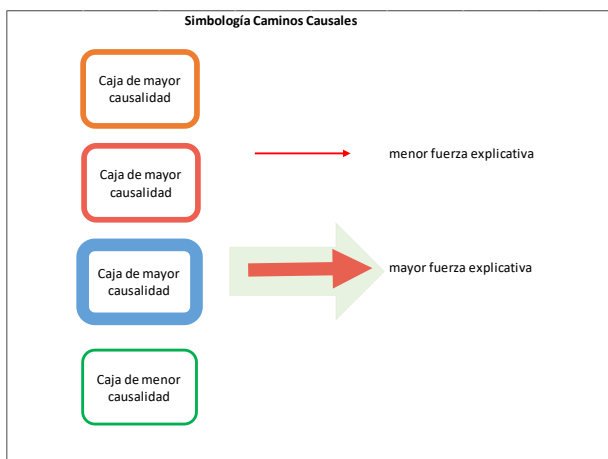 Simbología Caminos Causales
Caja de mayor
causalidad
menor fuerza explicativa
Caja de mayor
causalidad
Caja de mayor
causalidad
mayor fuerza explicativa
Caja de menor
causalidad